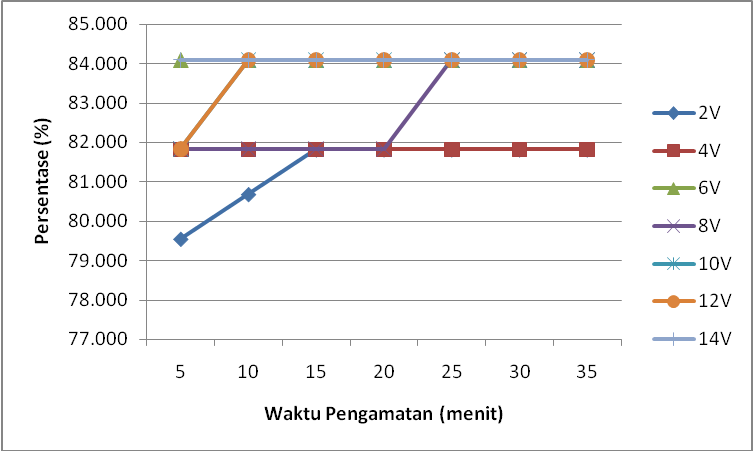 85.000
84.000
83.000
82.000
81.000
80.000
79.000
78.000
77.000
Persentase (%)
5 10 15 20 25 30 35
Waktu Pengamatan (menit)
2V
4V
6V
8V
10V
12V
14V